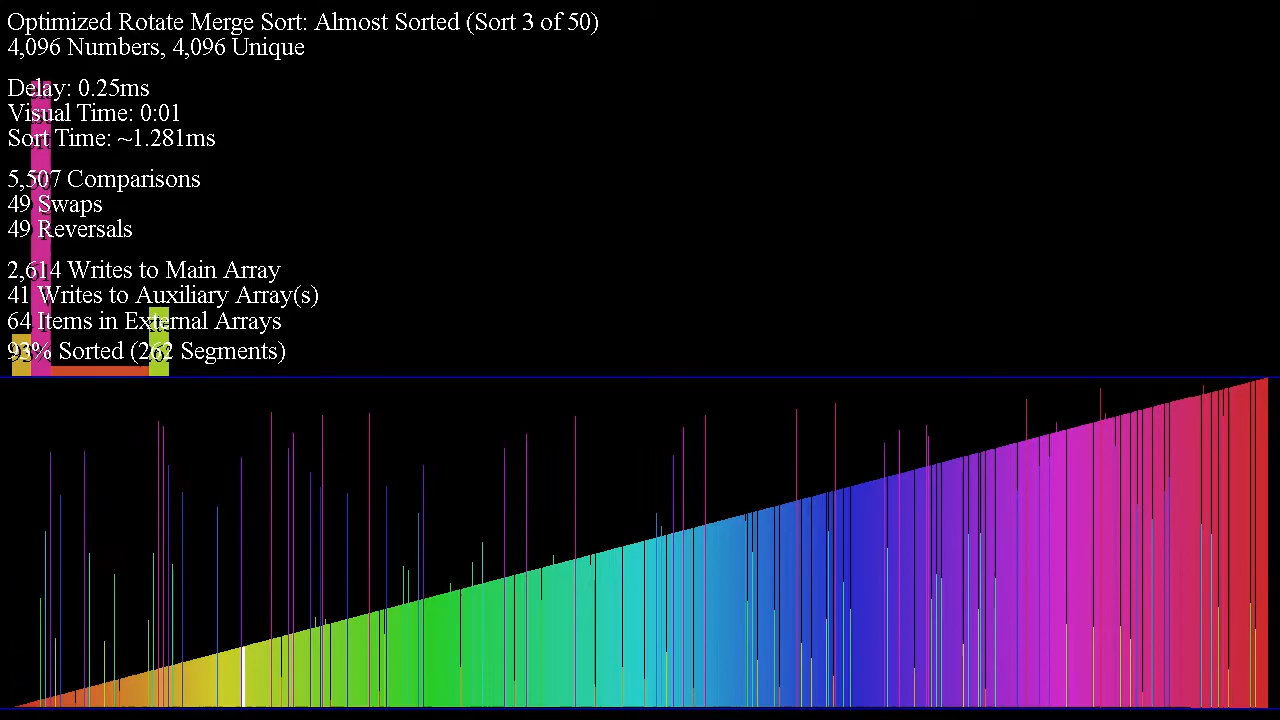 Optimized Rotate Merge Sort: Almost Sorted (Sort 3 of 50)
4,096 Numbers, 4,096 Unique
Delay: 0.25ms
Visual Time: 0:01
Sort Time: ~1.281ms
5,507 Comparisons
49 Swaps
49 Reversals
2,614 Writes to Main Array
41 Writes to Auxiliary Array(s)
64 Items in External Arrays
93% Sorted (262 Segments)